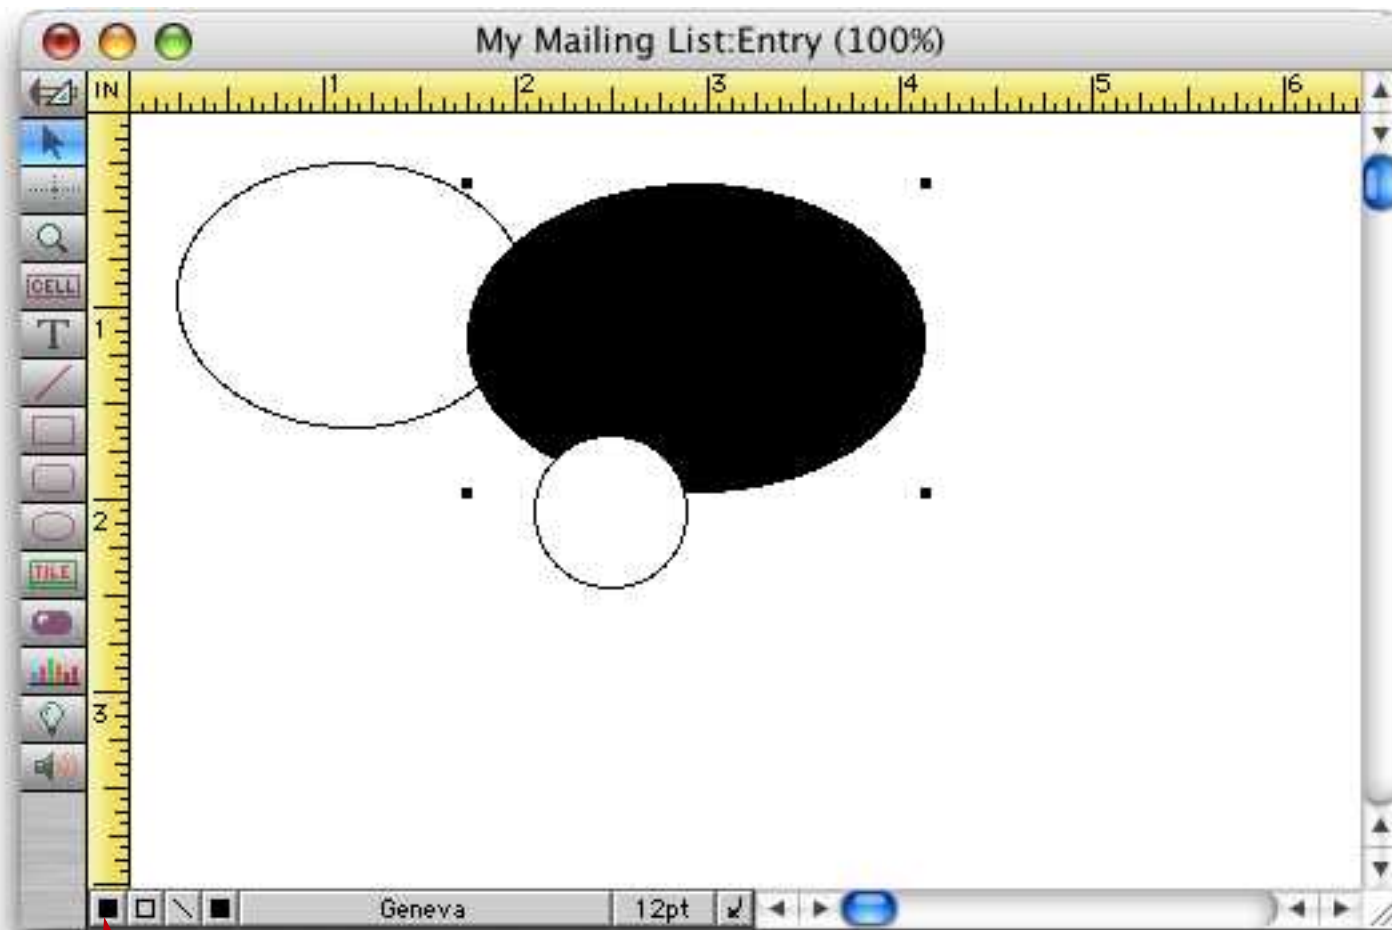 My Mailing List:Entry (100%)
IN 1 2 3 4 5 6
CELL
T
1
2
TILE
3
Geneva 12pt